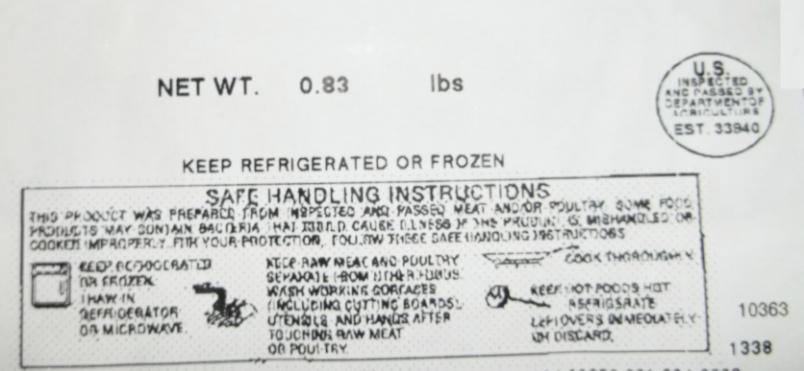 NET WT. 0.83 lbs
U.S.
INSPECTED
AND PASSED BY
DEPARTMENT OF
AGRICULTURE
EST. 33940
KEEP REFRIGERATED OR FROZEN
SAFE HANDLING INSTRUCTIONS
THIS PRODUCT WAS PREPARED FROM INSPECTED AND PASSED MEAT AND/OR POULTRY. SOME FOOD
PRODUCTS MAY CONTAIN BACTERIA THAT COULD CAUSE ILLNESS IF THE PRODUCT IS MISHANDLED OR
COOKED IMPROPERLY. FOR YOUR PROTECTION, FOLLOW THESE SAFE HANDLING INSTRUCTIONS
KEEP REFRIGERATED
OR FROZEN.
THAW IN
REFRIGERATOR
OR MICROWAVE.
KEEP RAW MEAT AND POULTRY
SEPARATE FROM OTHER FOODS.
WASH WORKING SURFACES
(INCLUDING CUTTING BOARDS),
UTENSILS, AND HANDS AFTER
TOUCHING RAW MEAT
OR POULTRY.
COOK THOROUGHLY.
KEEP HOT FOODS HOT
REFRIGERATE
LEFTOVERS IMMEDIATELY
OR DISCARD.
10363
1338